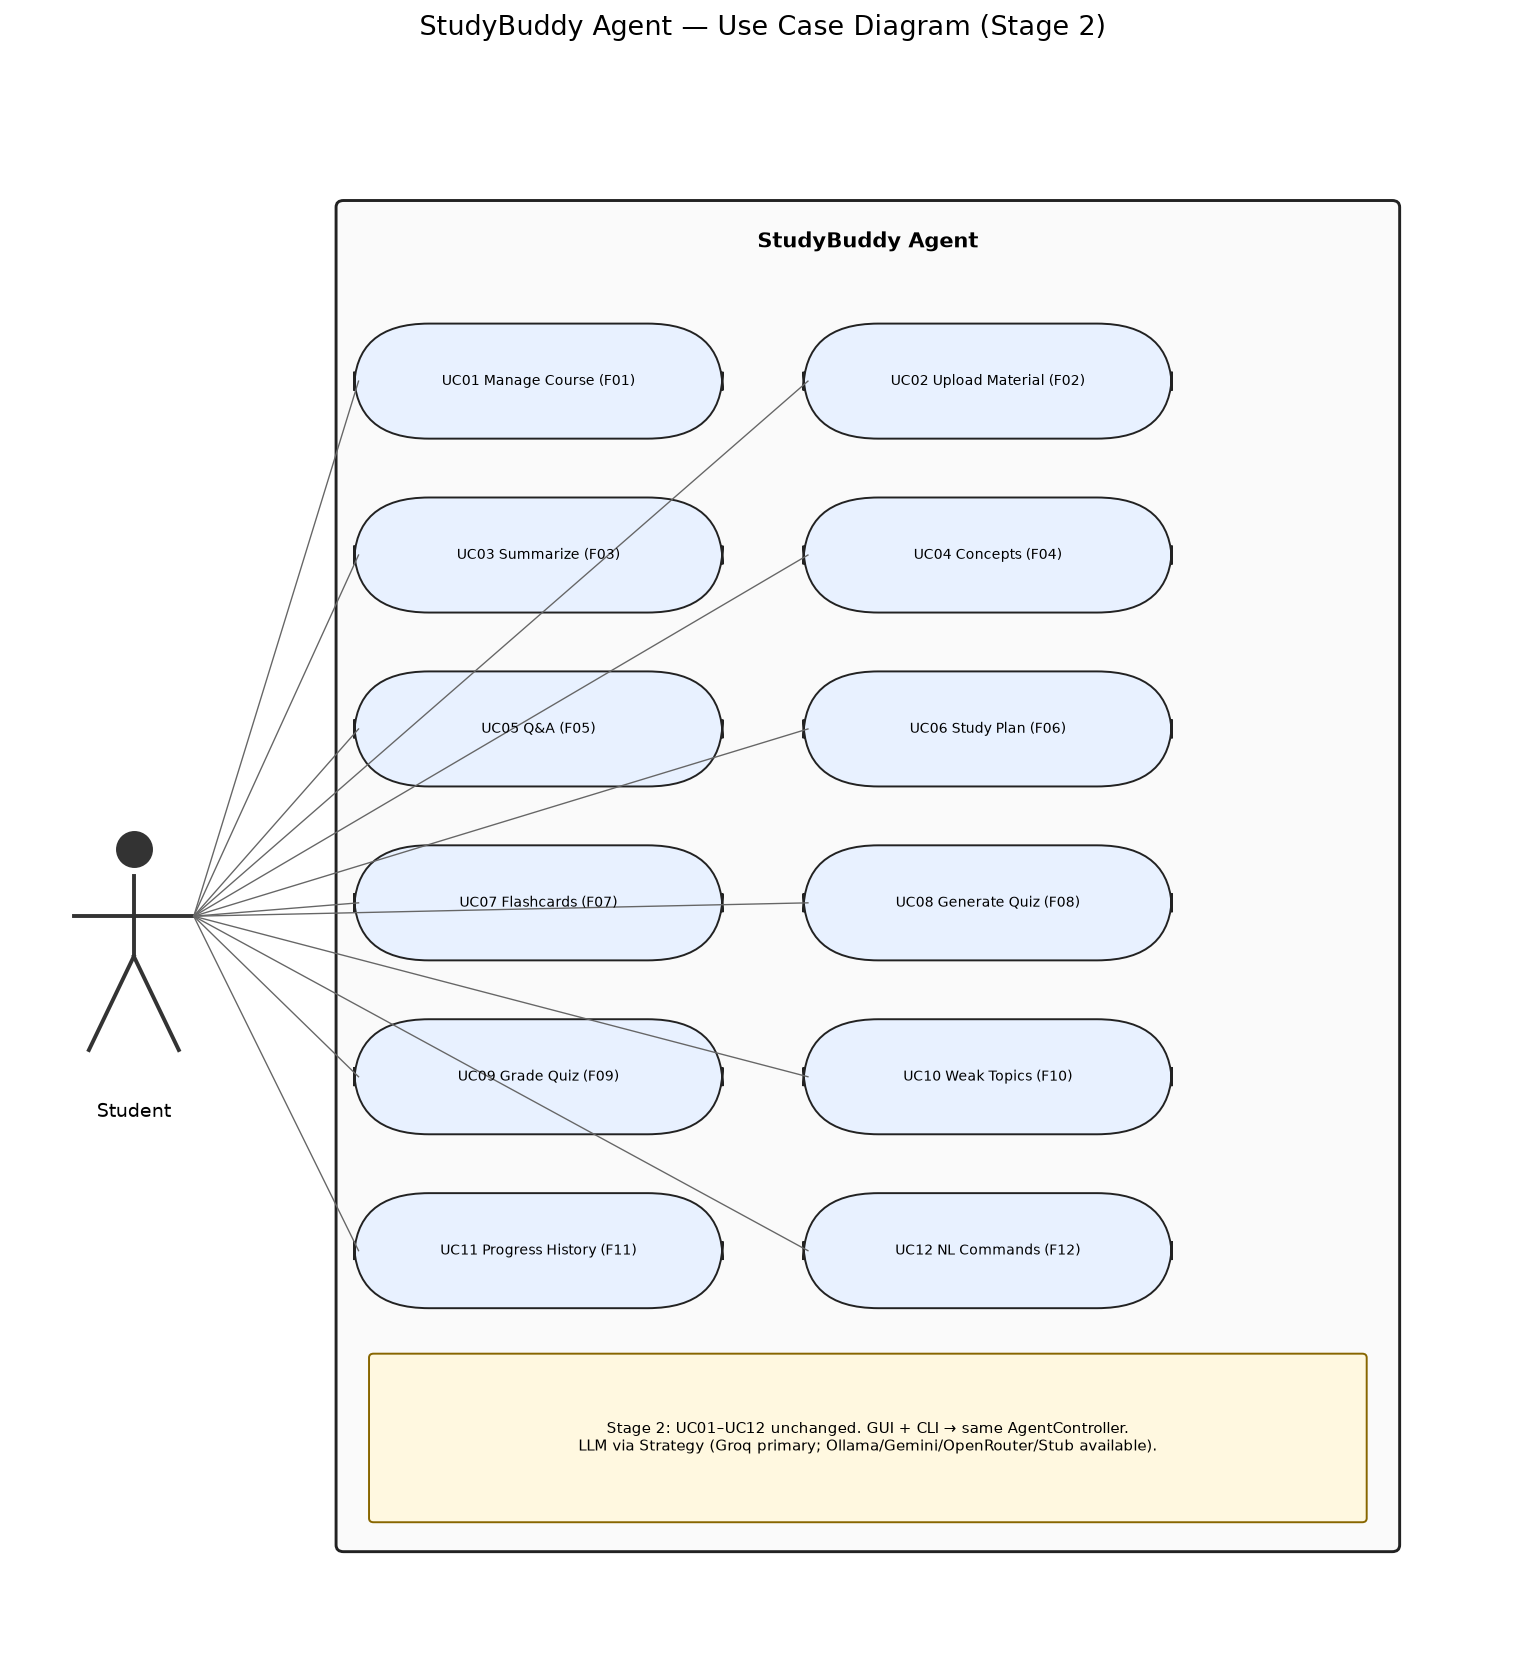 StudyBuddy Agent — Use Case Diagram (Stage 2)
StudyBuddy Agent
UC01 Manage Course (F01)
UC02 Upload Material (F02)
UC03 Summarize (F03)
UC04 Concepts (F04)
UC05 Q&A (F05)
UC06 Study Plan (F06)
UC07 Flashcards (F07)
UC08 Generate Quiz (F08)
UC09 Grade Quiz (F09)
UC10 Weak Topics (F10)
Student
UC11 Progress History (F11)
UC12 NL Commands (F12)
Stage 2: UC01–UC12 unchanged. GUI + CLI → same AgentController.
LLM via Strategy (Groq primary; Ollama/Gemini/OpenRouter/Stub available).